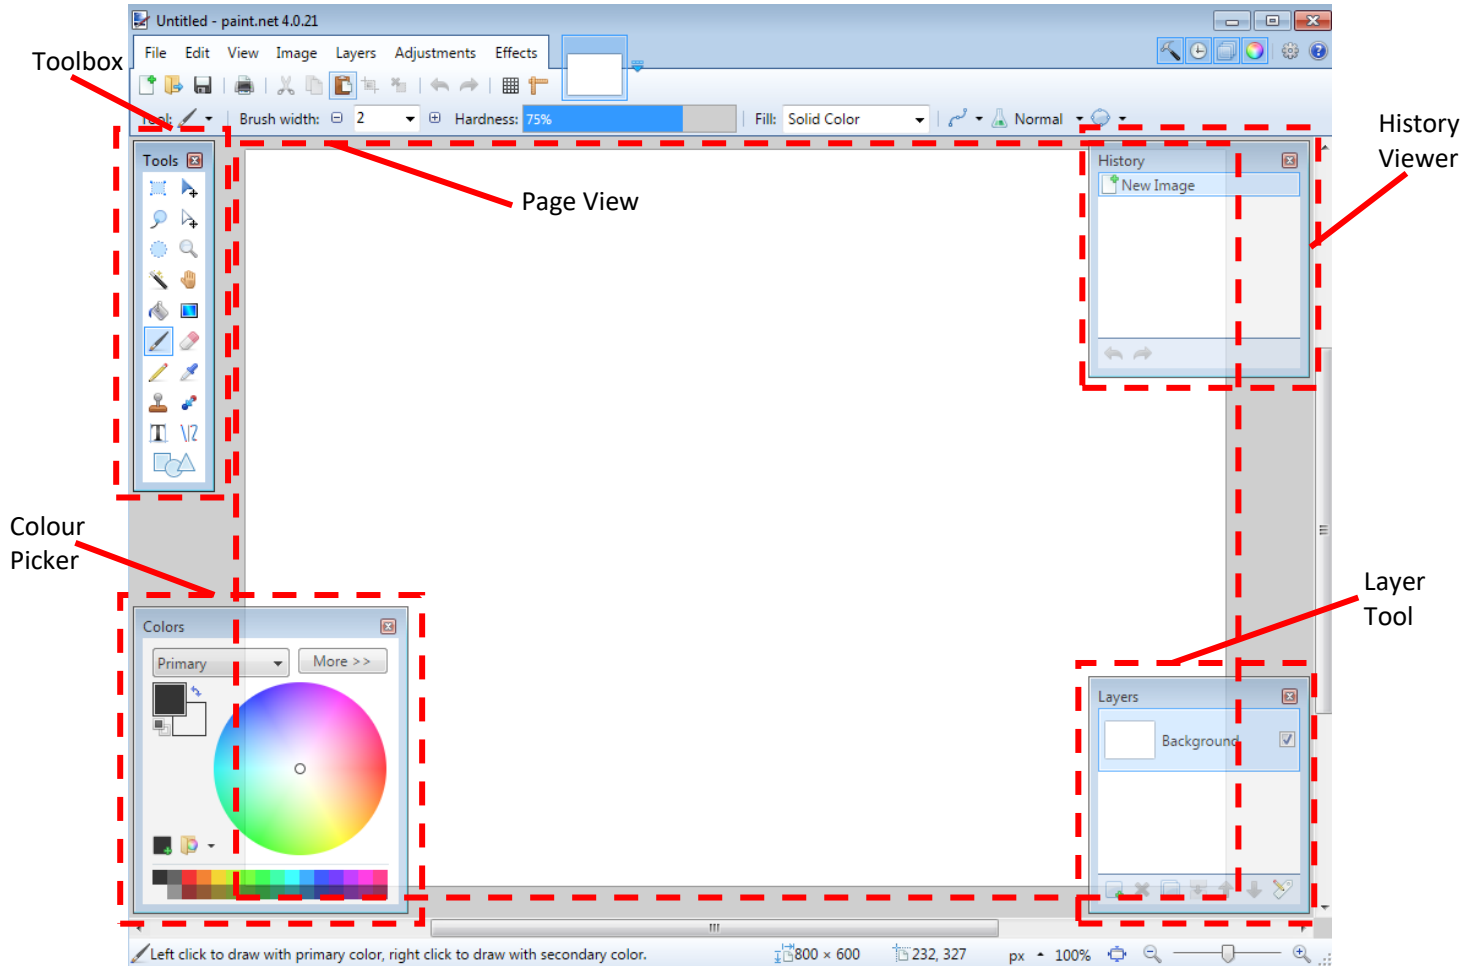 Untitled - paint.net 4.0.21
File Edit View Image Layers Adjustments Effects
Toolbox
Tool:
Brush width: 2 Hardness: 75% Fill: Solid Color Normal
History
Viewer
Tools
History
New Image
Page View
T
Colour
Picker
Layer
Tool
Colors
Primary More >>
Layers
Background
Left click to draw with primary color, right click to draw with secondary color. 800 × 600 232, 327 px 100%